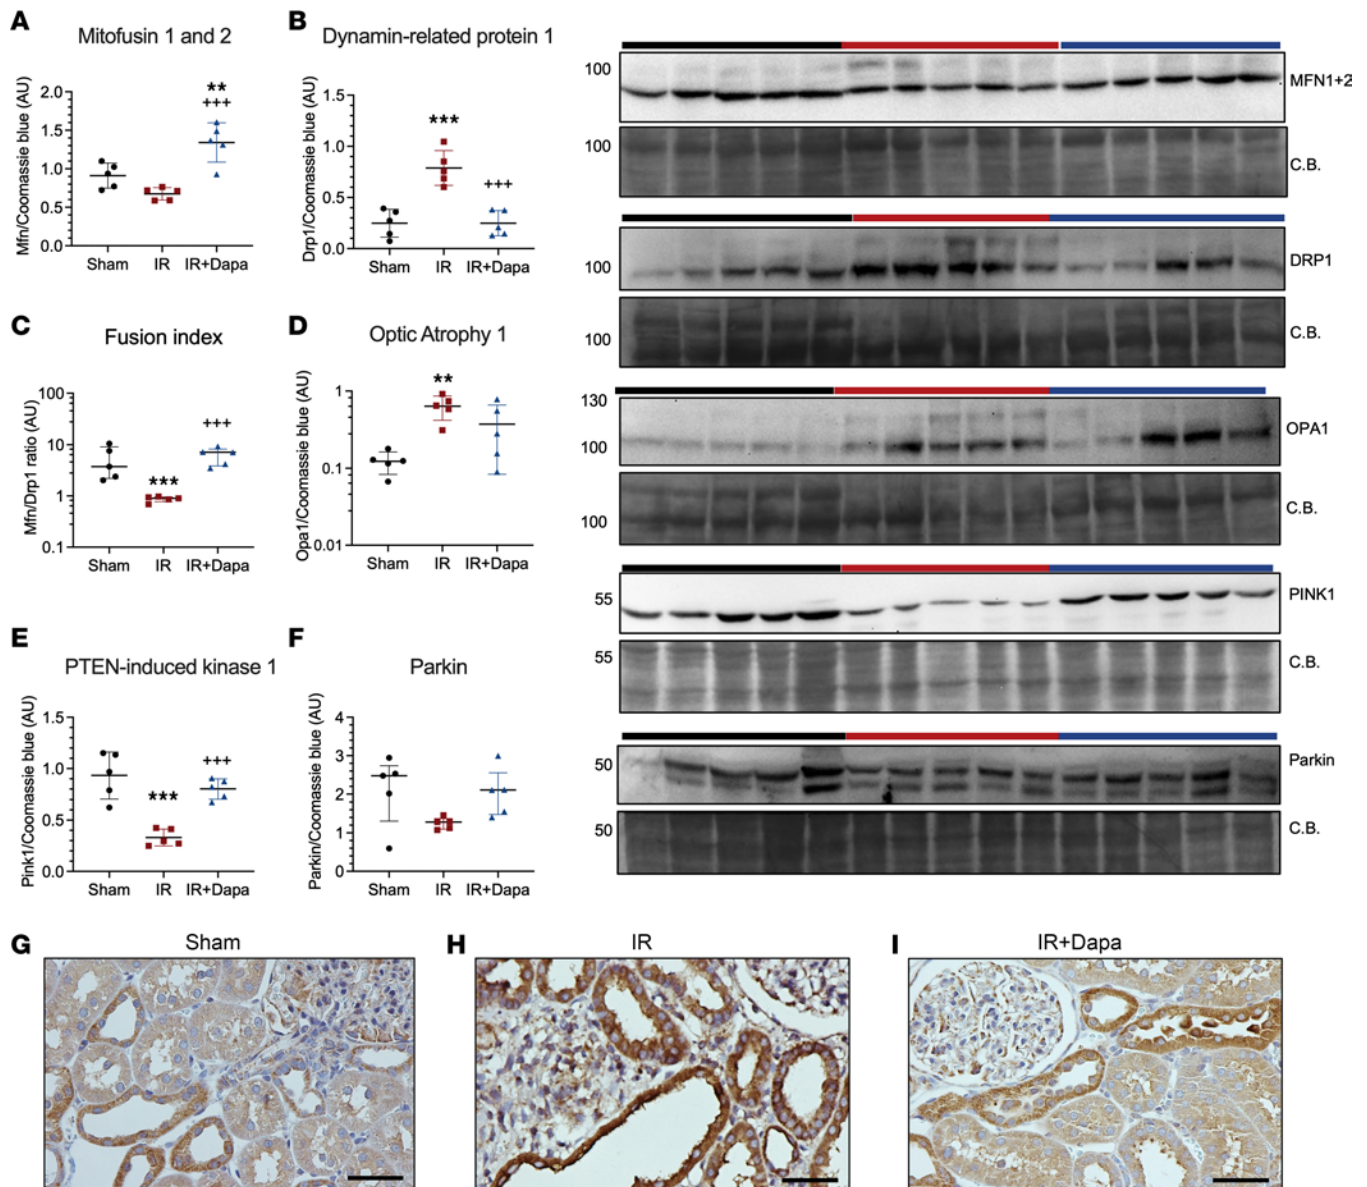 A
Mitofusin 1 and 2
Mfn/Coomassie blue (AU)
2.0
1.5
1.0
0.5
0.0
**
+++
Sham IR IR+Dapa
B
Dynamin-related protein 1
Drp1/Coomassie blue (AU)
1.5
1.0
0.5
0.0
***
+++
Sham IR IR+Dapa
C
Fusion index
Mfn/Drp1 ratio (AU)
100
10
1
0.1
***
+++
Sham IR IR+Dapa
D
Optic Atrophy 1
Opa1/Coomassie blue (AU)
1
0.1
0.01
**
Sham IR IR+Dapa
E
PTEN-induced kinase 1
Pink1/Coomassie blue (AU)
1.5
1.0
0.5
0.0
***
+++
Sham IR IR+Dapa
F
Parkin
Parkin/Coomassie blue (AU)
4
3
2
1
0
Sham IR IR+Dapa
100
MFN1+2
100
C.B.
100
DRP1
100
C.B.
130
100
OPA1
100
C.B.
55
PINK1
55
C.B.
50
Parkin
50
C.B.
G
Sham
H
IR
I
IR+Dapa